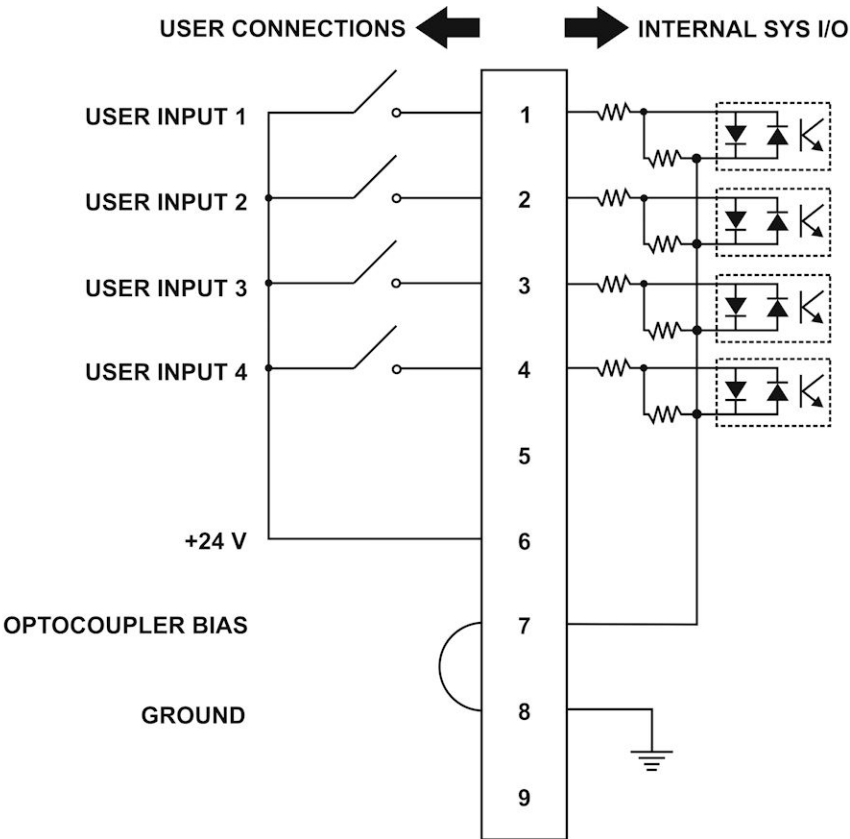 USER CONNECTIONS INTERNAL SYS I/O
USER INPUT 1 1
USER INPUT 2 2
USER INPUT 3 3
USER INPUT 4 4
5
+24 V 6
OPTOCOUPLER BIAS 7
GROUND 8
9